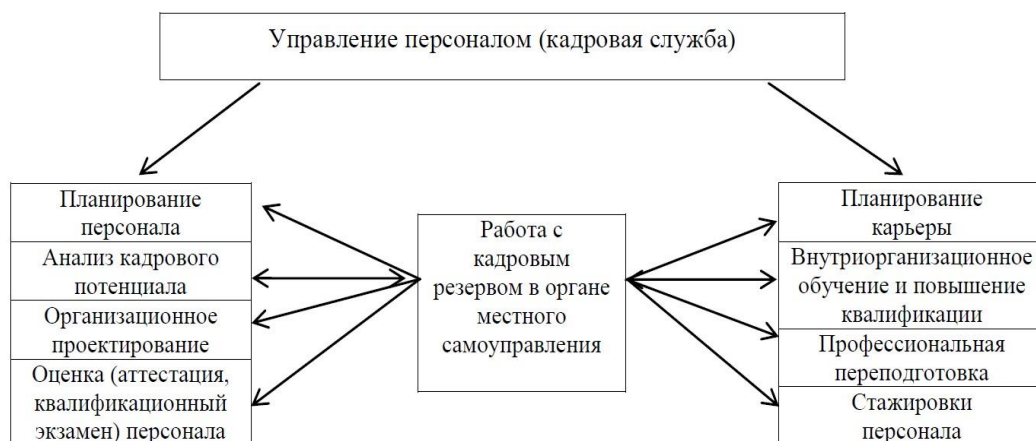 Управление персоналом (кадровая служба)
Планирование
персонала
Анализ кадрового
потенциала
Организационное
проектирование
Оценка (аттестация,
квалификационный
экзамен) персонала
Работа с
кадровым
резервом в органе
местного
самоуправления
Планирование
карьеры
Внутриорганизационное
обучение и повышение
квалификации
Профессиональная
переподготовка
Стажировки
персонала